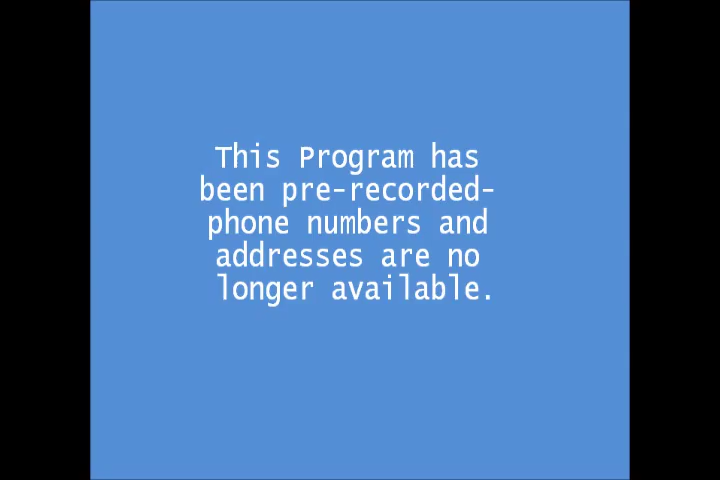 This Program has
been pre-recorded-
phone numbers and
addresses are no
longer available.